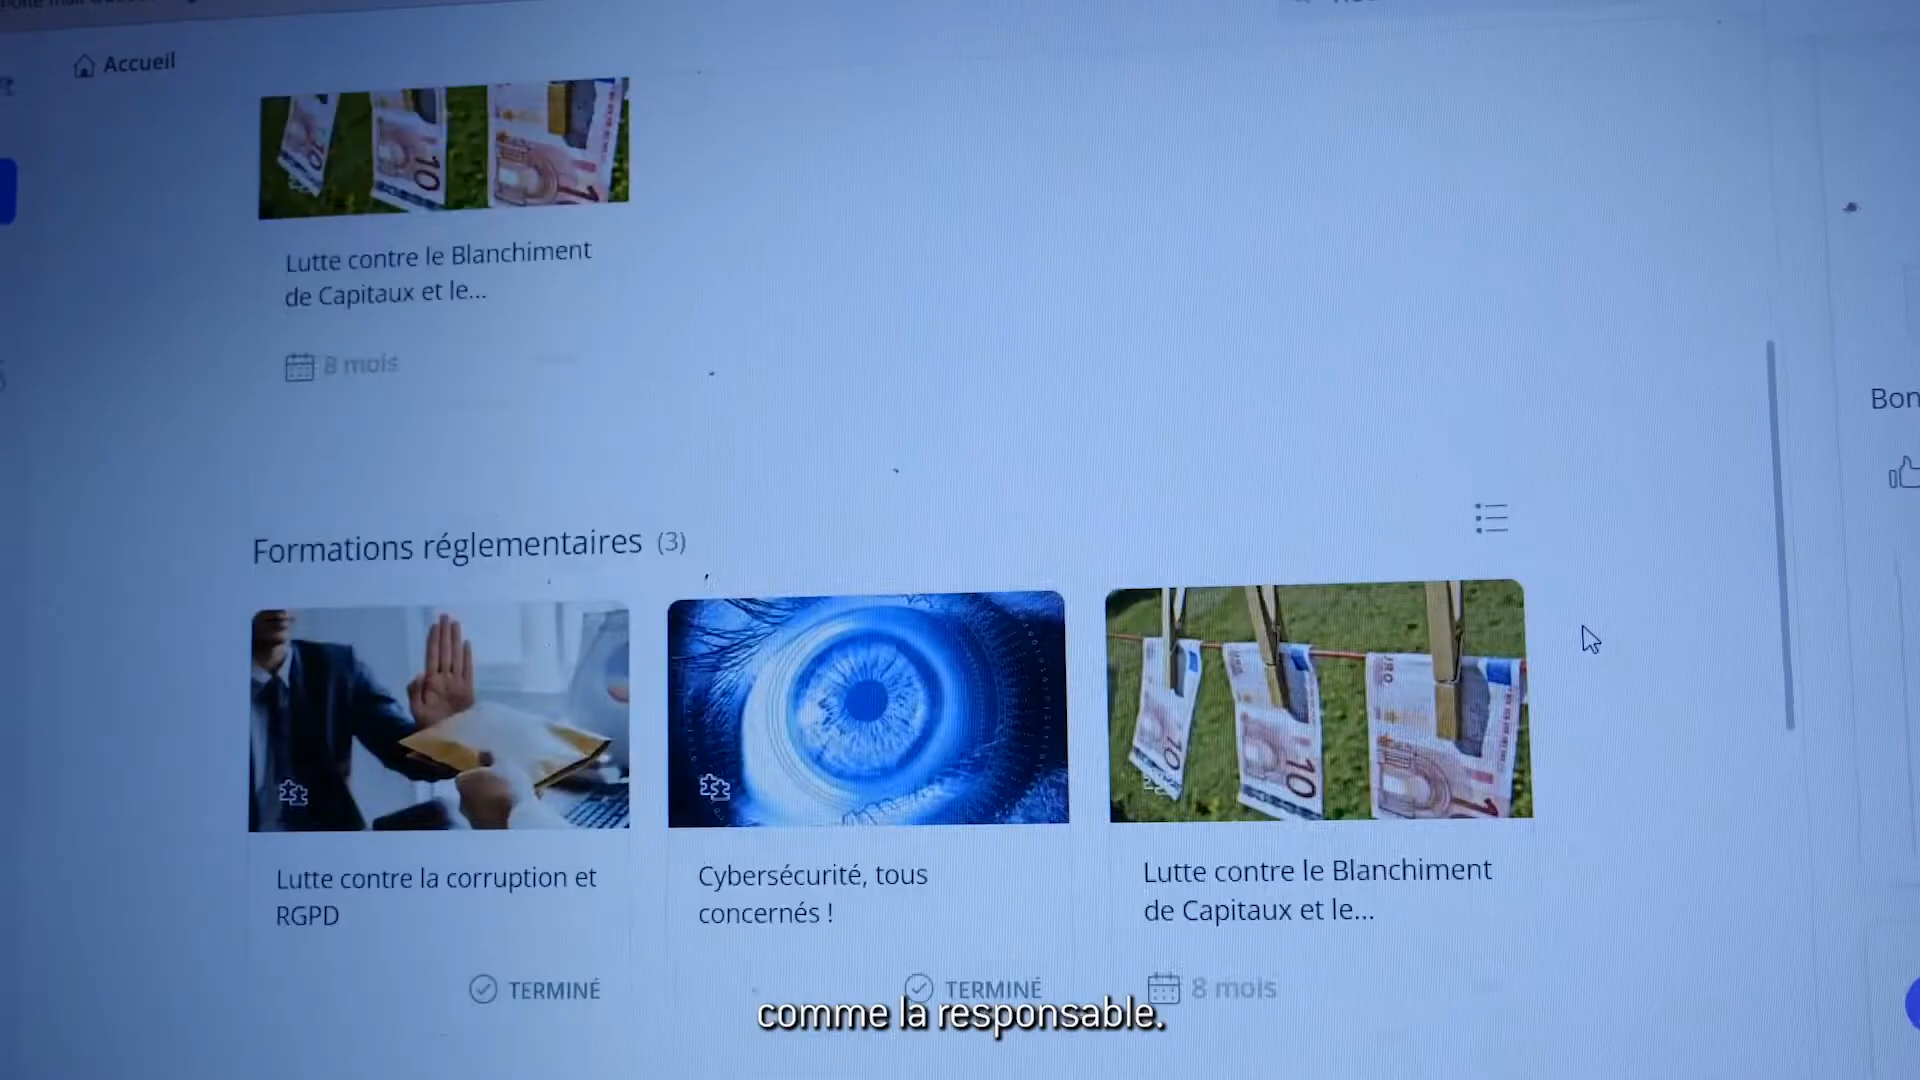 Accueil
Lutte contre le Blanchiment
de Capitaux et le...
8 mois
Bon
Formations réglementaires (3)
Lutte contre la corruption et
RGPD
TERMINÉ
Cybersécurité, tous
concernés !
TERMINÉ
Lutte contre le Blanchiment
de Capitaux et le...
8 mois
comme la responsable.